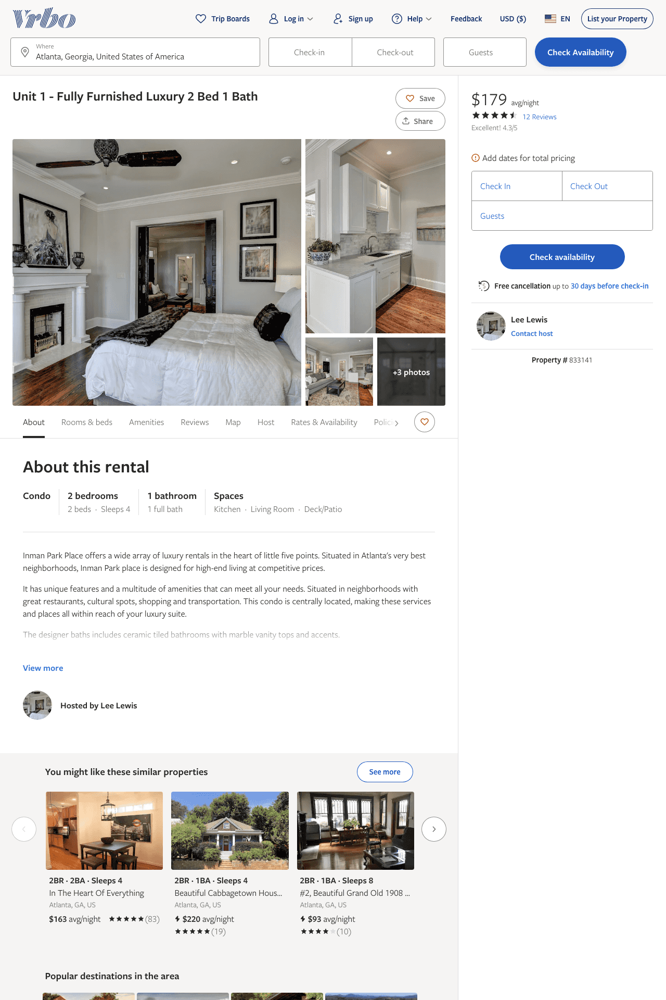 Vrbo
Trip Boards
Log in
Sign up
Help
Feedback
USD ($)
EN
List your Property
Where
Atlanta, Georgia, United States of America
Check-in
Check-out
Guests
Check Availability
Unit 1 - Fully Furnished Luxury 2 Bed 1 Bath
Save
Share
+3 photos
$179 avg/night
12 Reviews
Excellent! 4.3/5
Add dates for total pricing
Check In
Check Out
Guests
Check availability
Free cancellation up to 30 days before check-in
Lee Lewis
Contact host
Property # 833141
About
Rooms & beds
Amenities
Reviews
Map
Host
Rates & Availability
Polici
About this rental
Condo
2 bedrooms
2 beds · Sleeps 4
1 bathroom
1 full bath
Spaces
Kitchen · Living Room · Deck/Patio
Inman Park Place offers a wide array of luxury rentals in the heart of little five points. Situated in Atlanta's very best
neighborhoods, Inman Park place is designed for high-end living at competitive prices.
It has unique features and a multitude of amenities that can meet all your needs. Situated in neighborhoods with
great restaurants, cultural spots, shopping and transportation. This condo is centrally located, making these services
and places all within reach of your luxury suite.
The designer baths includes ceramic tiled bathrooms with marble vanity tops and accents.
View more
Hosted by Lee Lewis
You might like these similar properties
See more
2BR · 2BA · Sleeps 4
In The Heart Of Everything
Atlanta, GA, US
$163 avg/night
(83)
2BR · 1BA · Sleeps 4
Beautiful Cabbagetown Hous...
Atlanta, GA, US
$220 avg/night
(19)
2BR · 1BA · Sleeps 8
#2, Beautiful Grand Old 1908 ...
Atlanta, GA, US
$93 avg/night
(10)
Popular destinations in the area